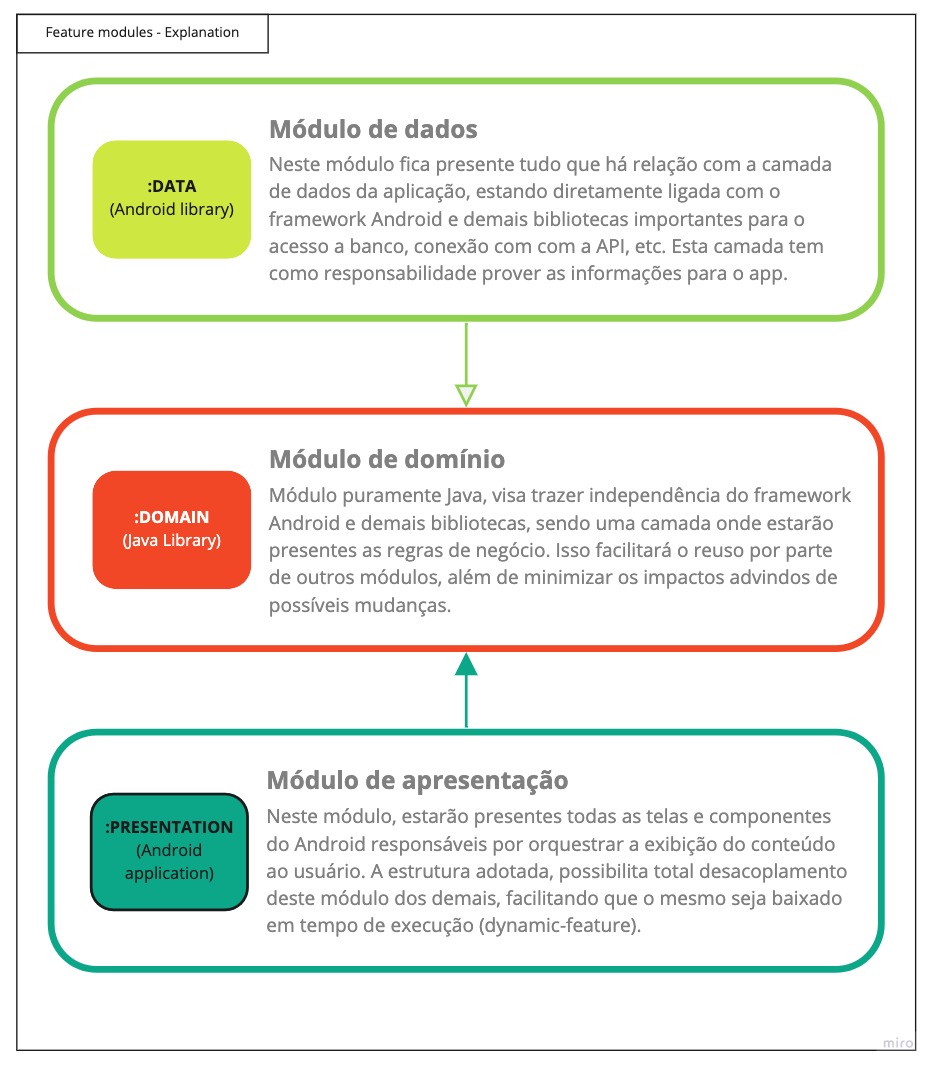 Feature modules - Explanation
Módulo de dados
:DATA
(Android library)
Neste módulo fica presente tudo que há relação com a camada
de dados da aplicação, estando diretamente ligada com o
framework Android e demais bibliotecas importantes para o
acesso a banco, conexão com com a API, etc. Esta camada tem
como responsabilidade prover as informações para o app.
Módulo de domínio
:DOMAIN
(Java Library)
Módulo puramente Java, visa trazer independência do framework
Android e demais bibliotecas, sendo uma camada onde estarão
presentes as regras de negócio. Isso facilitará o reuso por parte
de outros módulos, além de minimizar os impactos advindos de
possíveis mudanças.
Módulo de apresentação
:PRESENTATION
(Android
application)
Neste módulo, estarão presentes todas as telas e componentes
do Android responsáveis por orquestrar a exibição do conteúdo
ao usuário. A estrutura adotada, possibilita total desacoplamento
deste módulo dos demais, facilitando que o mesmo seja baixado
em tempo de execução (dynamic-feature).
miro